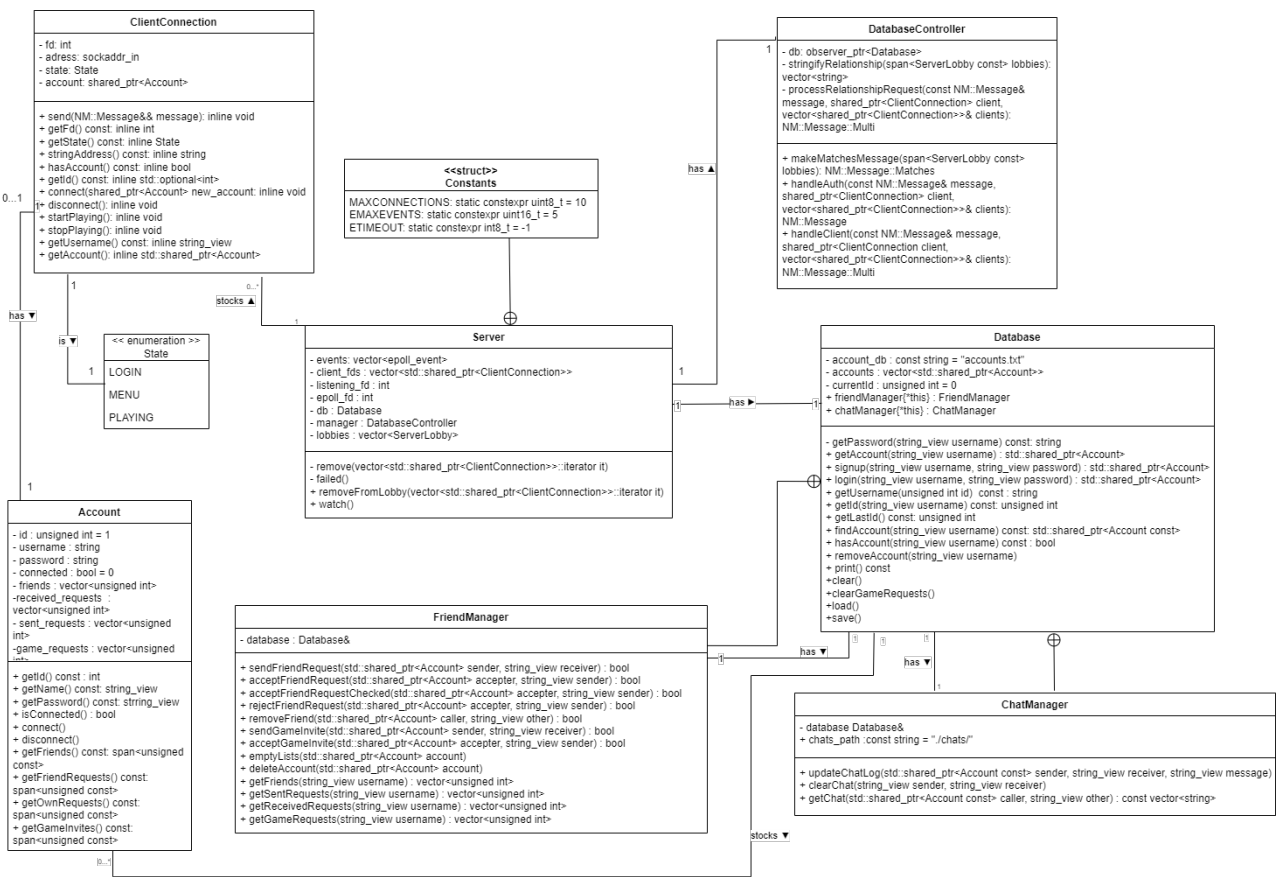 ClientConnection
- fd: int
- adress: sockaddr_in
- state: State
- account: shared_ptr<Account>
+ send(NM::Message&& message): inline void
+ getFd() const: inline int
+ getState() const: inline State
+ stringAddress() const: inline string
+ hasAccount() const: inline bool
+ getId() const: inline std::optional<int>
+ connect(shared_ptr<Account> new_account: inline void
+ disconnect(): inline void
+ startPlaying(): inline void
+ stopPlaying(): inline void
+ getUsername() const: inline string_view
+ getAccount(): inline std::shared_ptr<Account>
0...1
1
1
has ▼
is ▼
1
1
<< enumeration >>
State
LOGIN
MENU
PLAYING
0...*
stocks ▲
1
<<struct>>
Constants
MAXCONNECTIONS: static constexpr uint8_t = 10
EMAXEVENTS: static constexpr uint16_t = 5
ETIMEOUT: static constexpr int8_t = -1
DatabaseController
- db: observer_ptr<Database>
- stringifyRelationship(span<ServerLobby const> lobbies):
vector<string>
- processRelationshipRequest(const NM::Message&
message, shared_ptr<ClientConnection> client,
vector<shared_ptr<ClientConnection>>& clients):
NM::Message::Multi
+ makeMatchesMessage(span<ServerLobby const>
lobbies): NM::Message::Matches
+ handleAuth(const NM::Message& message,
shared_ptr<ClientConnection> client,
vector<shared_ptr<ClientConnection>>& clients):
NM::Message
+ handleClient(const NM::Message& message,
shared_ptr<ClientConnection client,
vector<shared_ptr<ClientConnection>>& clients):
NM::Message::Multi
1
has ▲
1
Server
- events: vector<epoll_event>
- client_fds : vector<std::shared_ptr<ClientConnection>>
- listening_fd : int
- epoll_fd : int
- db : Database
- manager : DatabaseController
- lobbies : vector<ServerLobby>
- remove(vector<std::shared_ptr<ClientConnection>>::iterator it)
- failed()
+ removeFromLobby(vector<std::shared_ptr<ClientConnection>>::iterator it)
+ watch()
1
has ►
1
Database
- account_db : const string = "accounts.txt"
- accounts : vector<std::shared_ptr<Account>>
- currentId : unsigned int = 0
+ friendManager{*this} : FriendManager
+ chatManager{*this} : ChatManager
- getPassword(string_view username) const: string
+ getAccount(string_view username) : std::shared_ptr<Account>
+ signup(string_view username, string_view password) : std::shared_ptr<Account>
+ login(string_view username, string_view password) : std::shared_ptr<Account>
+ getUsername(unsigned int id)  const : string
+ getId(string_view username) const: unsigned int
+ getLastId() const: unsigned int
+ findAccount(string_view username) const: std::shared_ptr<Account const>
+ hasAccount(string_view username) const : bool
+ removeAccount(string_view username)
+ print() const
+clear()
+clearGameRequests()
+load()
+save()
Account
- id : unsigned int = 1
- username : string
- password : string
- connected : bool = 0
- friends : vector<unsigned int>
-received_requests :
vector<unsigned int>
- sent_requests : vector<unsigned
int>
-game_requests : vector<unsigned
int>
+ getId() const : int
+ getName() const: string_view
+ getPassword() const: strring_view
+ isConnected() : bool
+ connect()
+ disconnect()
+ getFriends() const: span<unsigned
const>
+ getFriendRequests() const:
span<unsigned const>
+ getOwnRequests() const:
span<unsigned const>
+ getGameInvites() const:
span<unsigned const>
0...*
FriendManager
- database : Database&
+ sendFriendRequest(std::shared_ptr<Account> sender, string_view receiver) : bool
+ acceptFriendRequest(std::shared_ptr<Account> accepter, string_view sender) : bool
+ acceptFriendRequestChecked(std::shared_ptr<Account> accepter, string_view sender) : bool
+ rejectFriendRequest(std::shared_ptr<Account> accepter, string_view sender) : bool
+ removeFriend(std::shared_ptr<Account> caller, string_view other) : bool
+ sendGameInvite(std::shared_ptr<Account> sender, string_view receiver) : bool
+ acceptGameInvite(std::shared_ptr<Account> accepter, string_view sender) : bool
+ emptyLists(std::shared_ptr<Account> account)
+ deleteAccount(std::shared_ptr<Account> account)
+ getFriends(string_view username) : vector<unsigned int>
+ getSentRequests(string_view username) : vector<unsigned int>
+ getReceivedRequests(string_view username) : vector<unsigned int>
+ getGameRequests(string_view username) : vector<unsigned int>
1
has ▼
1
1
1
has ▼
1
stocks ▼
ChatManager
- database Database&
+ chats_path :const string = "./chats/"
+ updateChatLog(std::shared_ptr<Account const> sender, string_view receiver, string_view message)
+ clearChat(string_view sender, string_view receiver)
+ getChat(std::shared_ptr<Account const> caller, string_view other) : const vector<string>